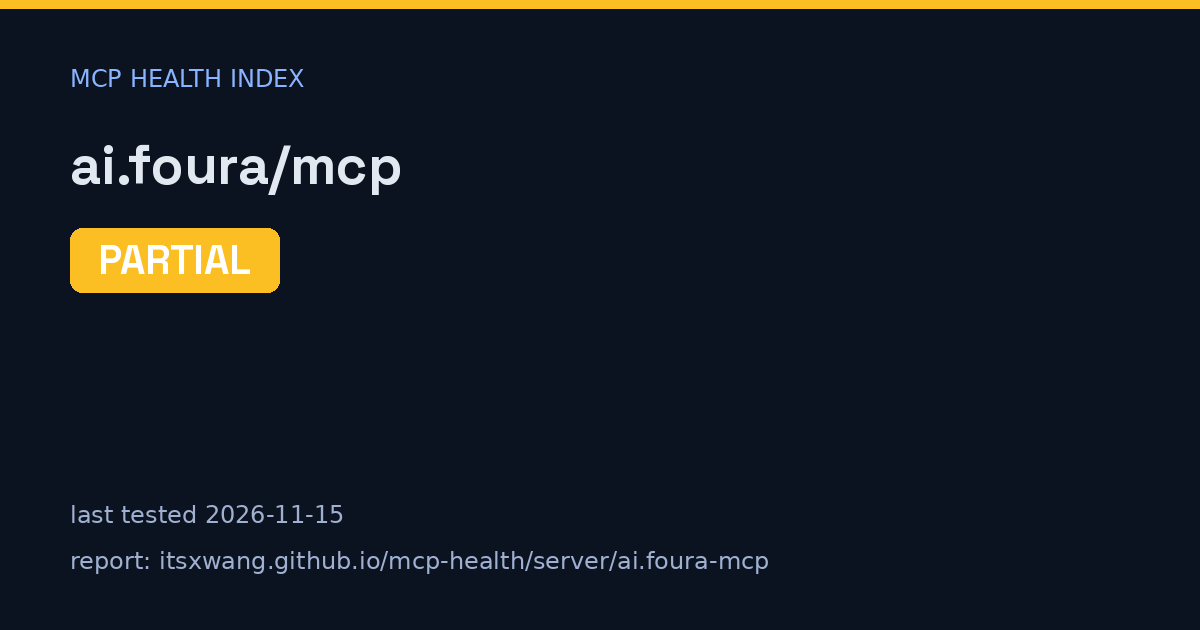 MCP HEALTH INDEX
ai.foura/mcp
PARTIAL
last tested 2026-11-15
report: itsxwang.github.io/mcp-health/server/ai.foura-mcp